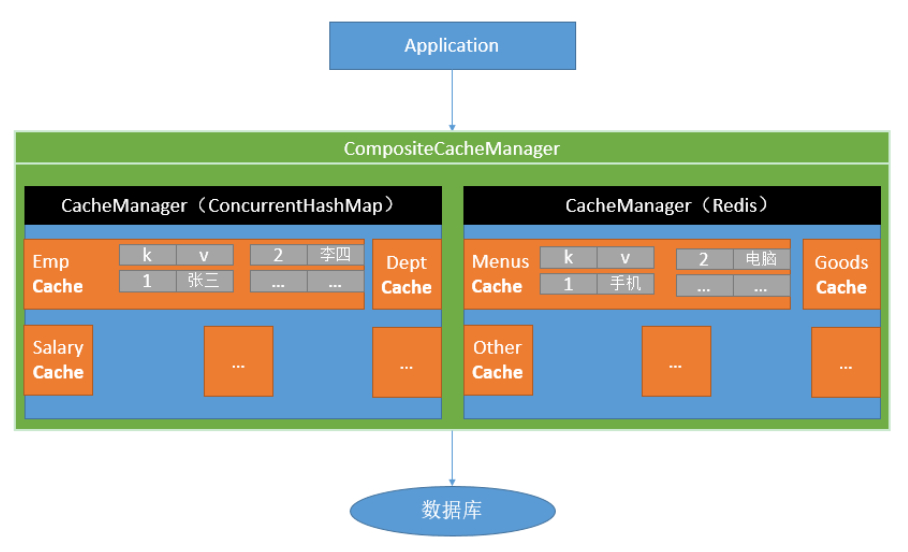 Application
CompositeCacheManager
CacheManager（ConcurrentHashMap）
Emp
Cache
k v
1 张三
2 李四
... ...
Dept
Cache
Salary
Cache
...
...
CacheManager（Redis）
Menus
Cache
k v
1 手机
2 电脑
... ...
Goods
Cache
Other
Cache
...
...
数据库